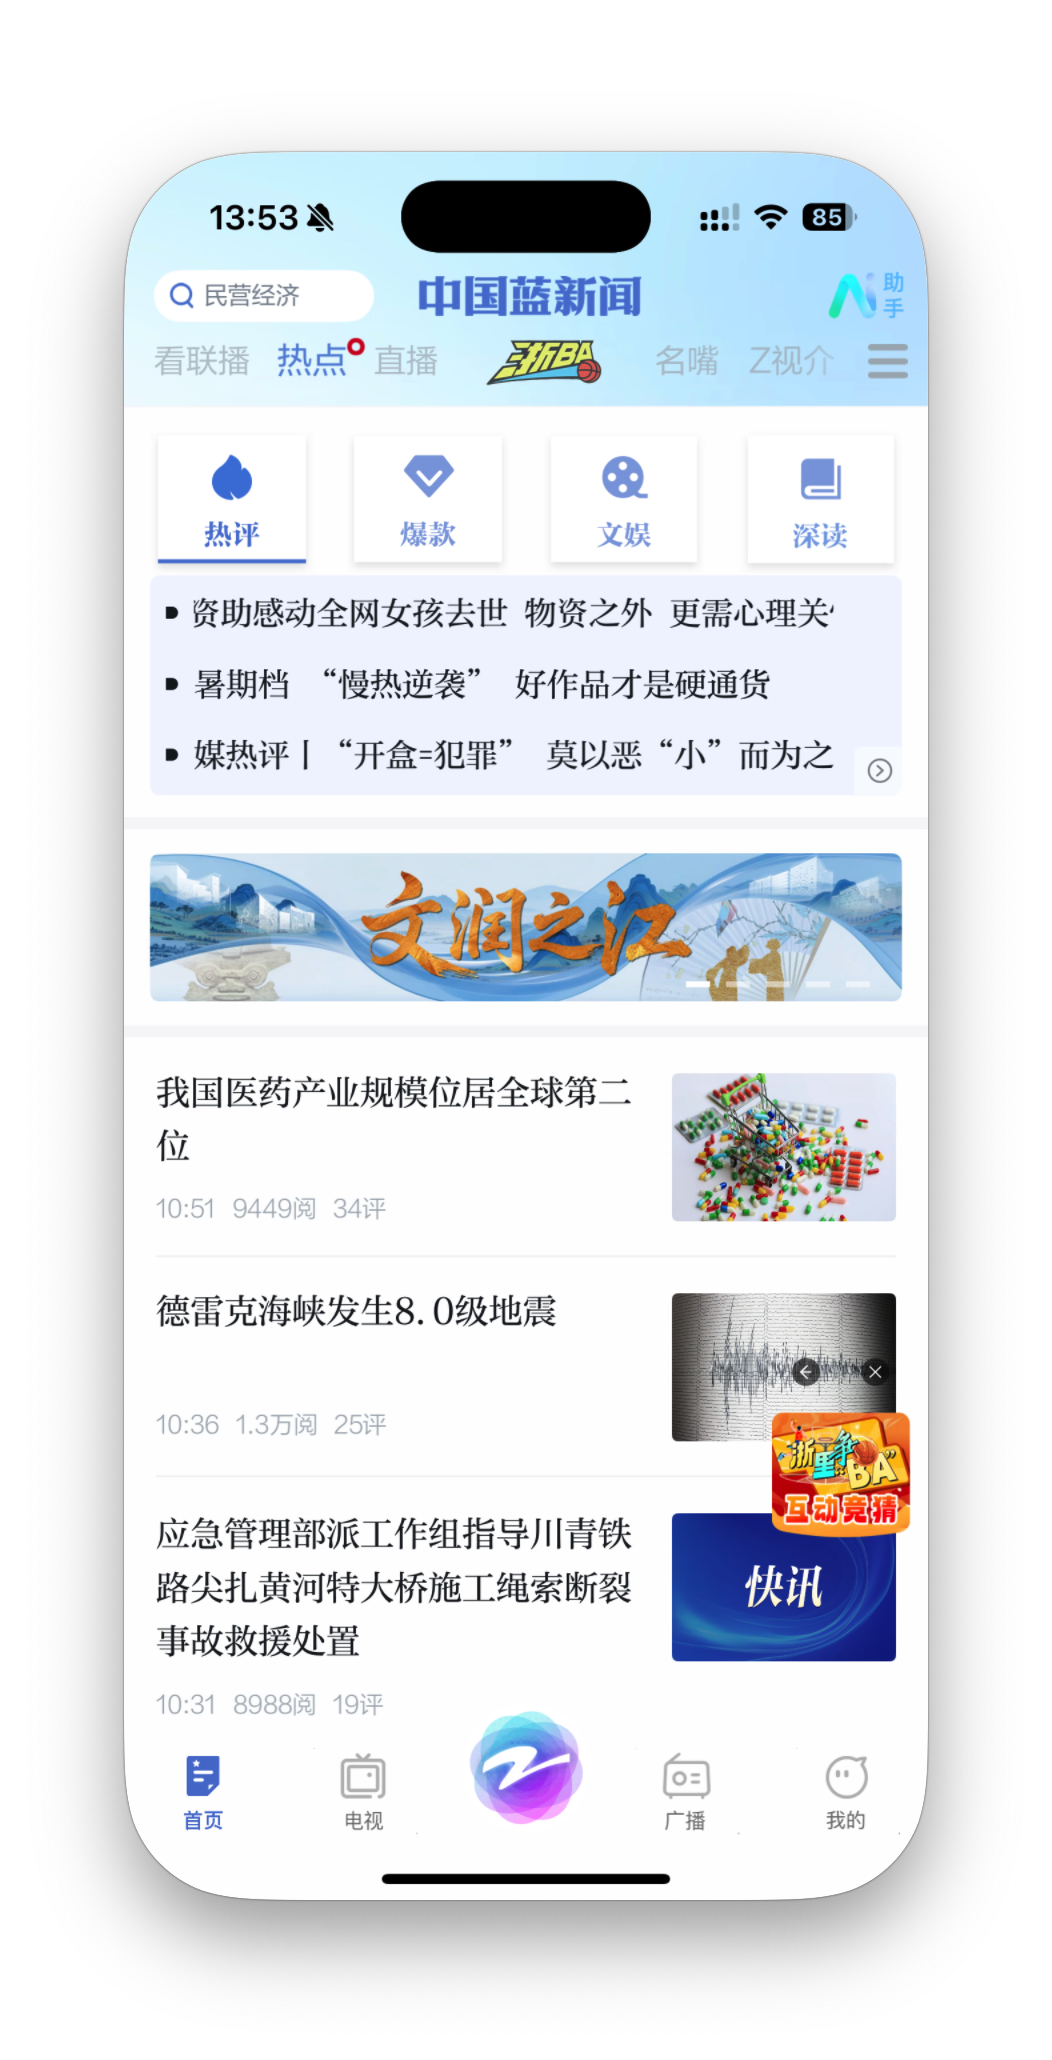 13:53
85
民营经济
中国蓝新闻
Ai助手
看联播 热点 直播 浙BA 名嘴 Z视介
热评 爆款 文娱 深读
资助感动全网女孩去世 物资之外 更需心理关
暑期档 “慢热逆袭” 好作品才是硬通货
媒热评丨“开盒=犯罪” 莫以恶“小”而为之
文润之江
我国医药产业规模位居全球第二
位
10:51 9449阅 34评
德雷克海峡发生8.0级地震
10:36 1.3万阅 25评
浙里争
“BA”
互动竞猜
应急管理部派工作组指导川青铁
路尖扎黄河特大桥施工绳索断裂
事故救援处置
快讯
10:31 8988阅 19评
首页 电视 广播 我的